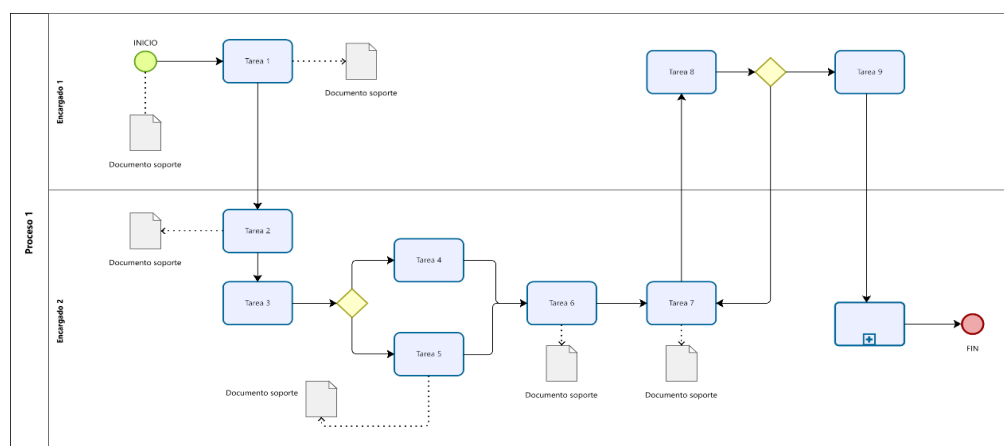 Proceso 1
Encargado 1
INICIO
Tarea 1
Documento soporte
Documento soporte
Tarea 8
Tarea 9
Encargado 2
Tarea 2
Documento soporte
Tarea 3
Tarea 4
Tarea 5
Documento soporte
Tarea 6
Documento soporte
Tarea 7
Documento soporte
FIN